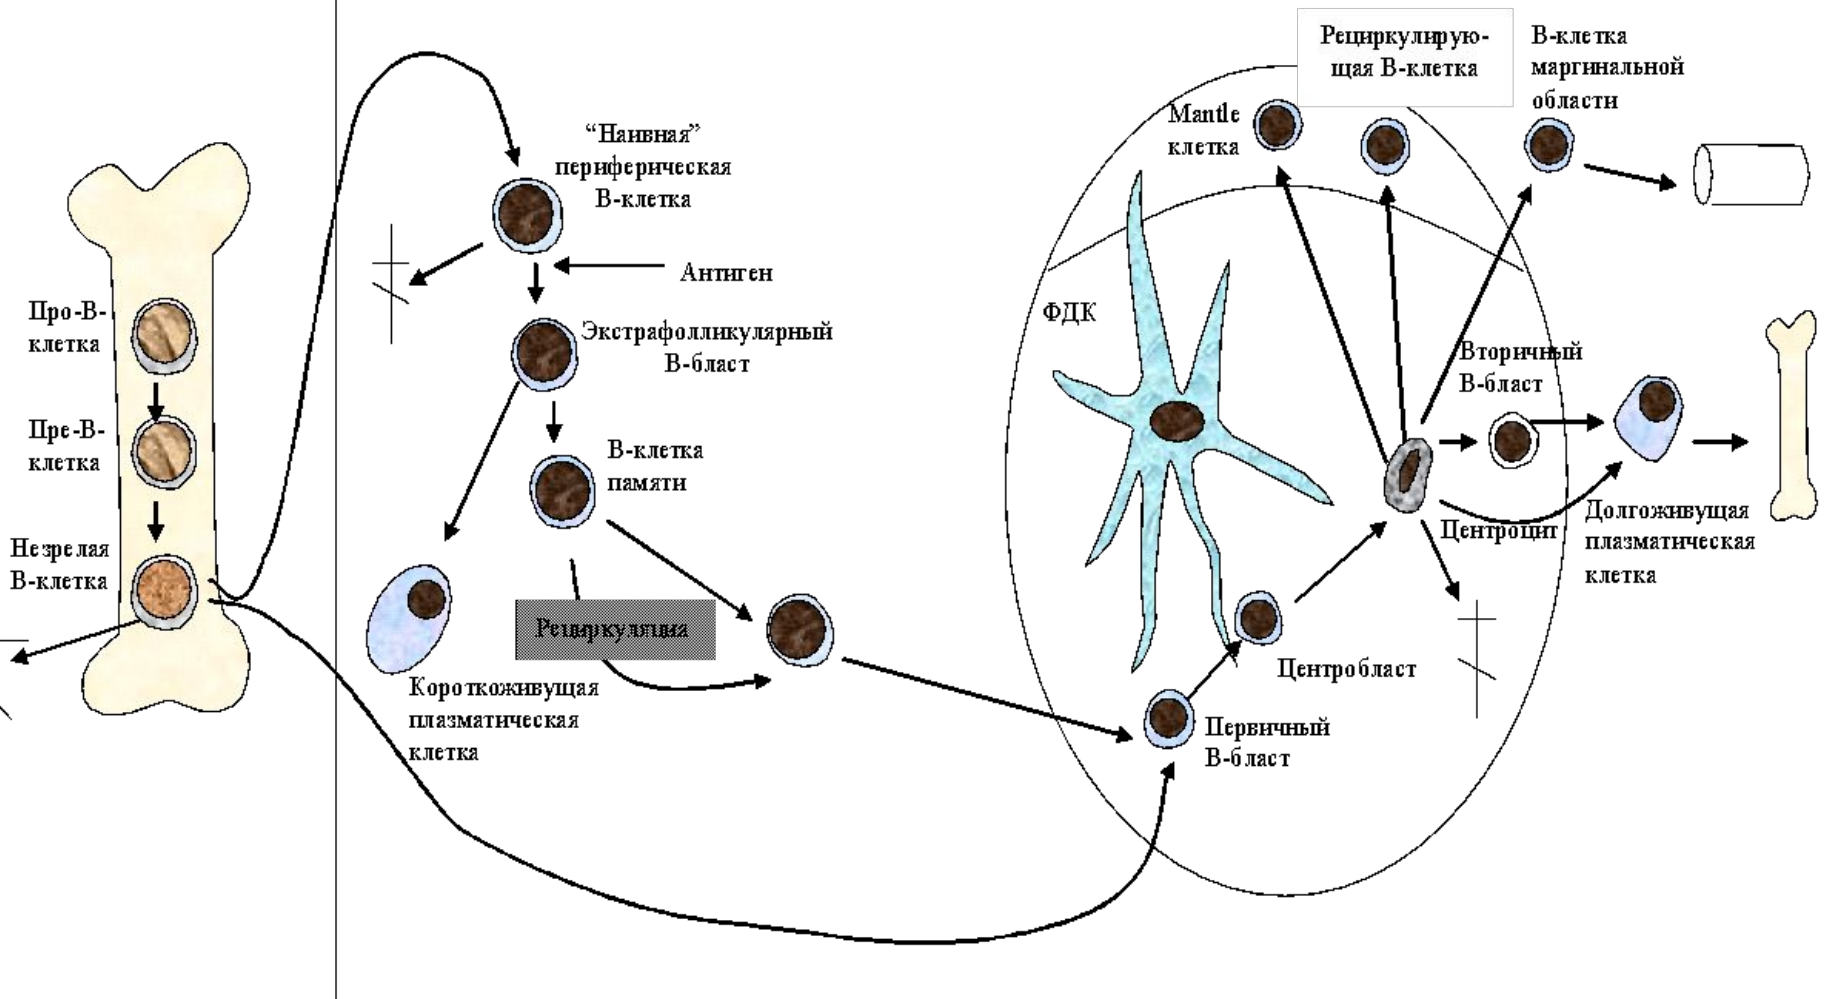 Про-В-
клетка
Пре-В-
клетка
Незрелая
В-клетка
“Наивная”
периферическая
В-клетка
Антиген
Экстрафолликулярный
В-бласт
В-клетка
памяти
Рециркуляция
Короткоживущая
плазматическая
клетка
Рециркулирую-
щая В-клетка
В-клетка
маргинальной
области
Mantle
клетка
ФДК
Вторичный
В-бласт
Центроцит
Долгоживущая
плазматическая
клетка
Центробласт
Первичный
В-бласт